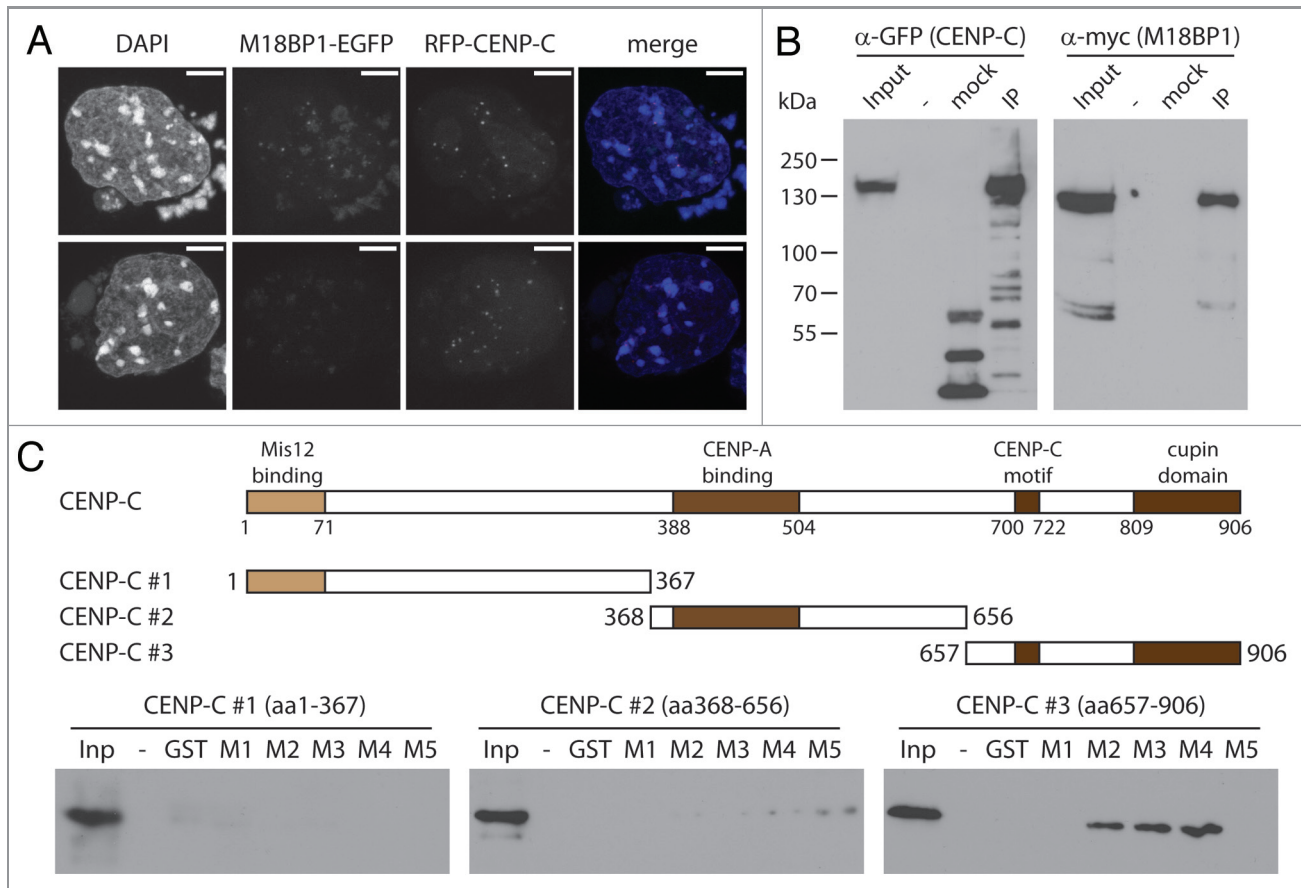 A
DAPI M18BP1-EGFP RFP-CENP-C merge
B
α-GFP (CENP-C) α-myc (M18BP1)
kDa Input - mock IP Input - mock IP
250
130
100
70
55
C
Mis12 binding CENP-A binding CENP-C motif cupin domain
CENP-C
1 71 388 504 700 722 809 906
CENP-C #1 1 367
CENP-C #2 368 656
CENP-C #3 657 906
CENP-C #1 (aa1-367) CENP-C #2 (aa368-656) CENP-C #3 (aa657-906)
Inp - GST M1 M2 M3 M4 M5 Inp - GST M1 M2 M3 M4 M5 Inp - GST M1 M2 M3 M4 M5